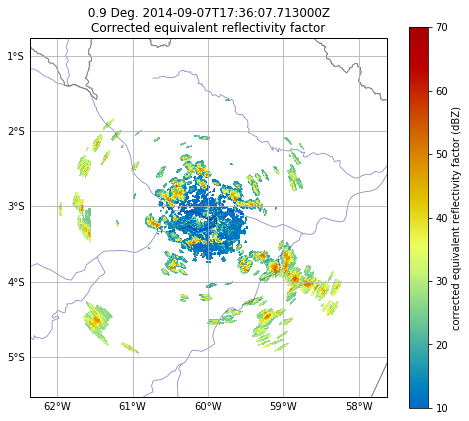 0.9 Deg. 2014-09-07T17:36:07.713000Z
Corrected equivalent reflectivity factor
1°S
2°S
3°S
4°S
5°S
62°W 61°W 60°W 59°W 58°W
70
60
50
40
30
20
10
corrected equivalent reflectivity factor (dBZ)